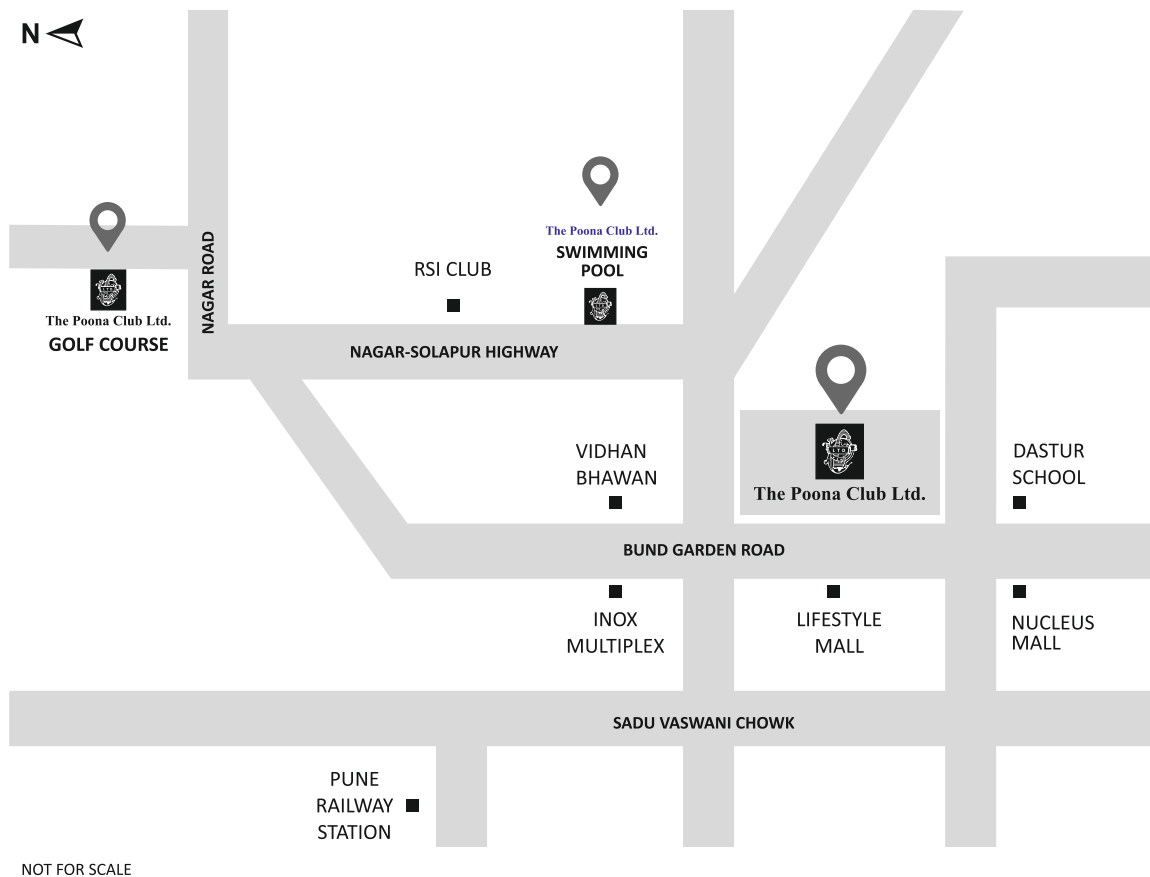 N
The Poona Club Ltd.
SWIMMING
POOL
RSI CLUB
NAGAR ROAD
The Poona Club Ltd.
GOLF COURSE
NAGAR-SOLAPUR HIGHWAY
VIDHAN
BHAWAN
LTD
The Poona Club Ltd.
DASTUR
SCHOOL
BUND GARDEN ROAD
INOX
MULTIPLEX
LIFESTYLE
MALL
NUCLEUS
MALL
SADU VASWANI CHOWK
PUNE
RAILWAY
STATION
NOT FOR SCALE